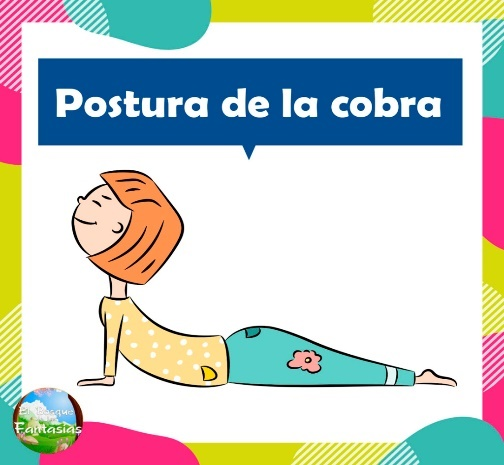 Postura de la cobra
El Bosque
Fantasías